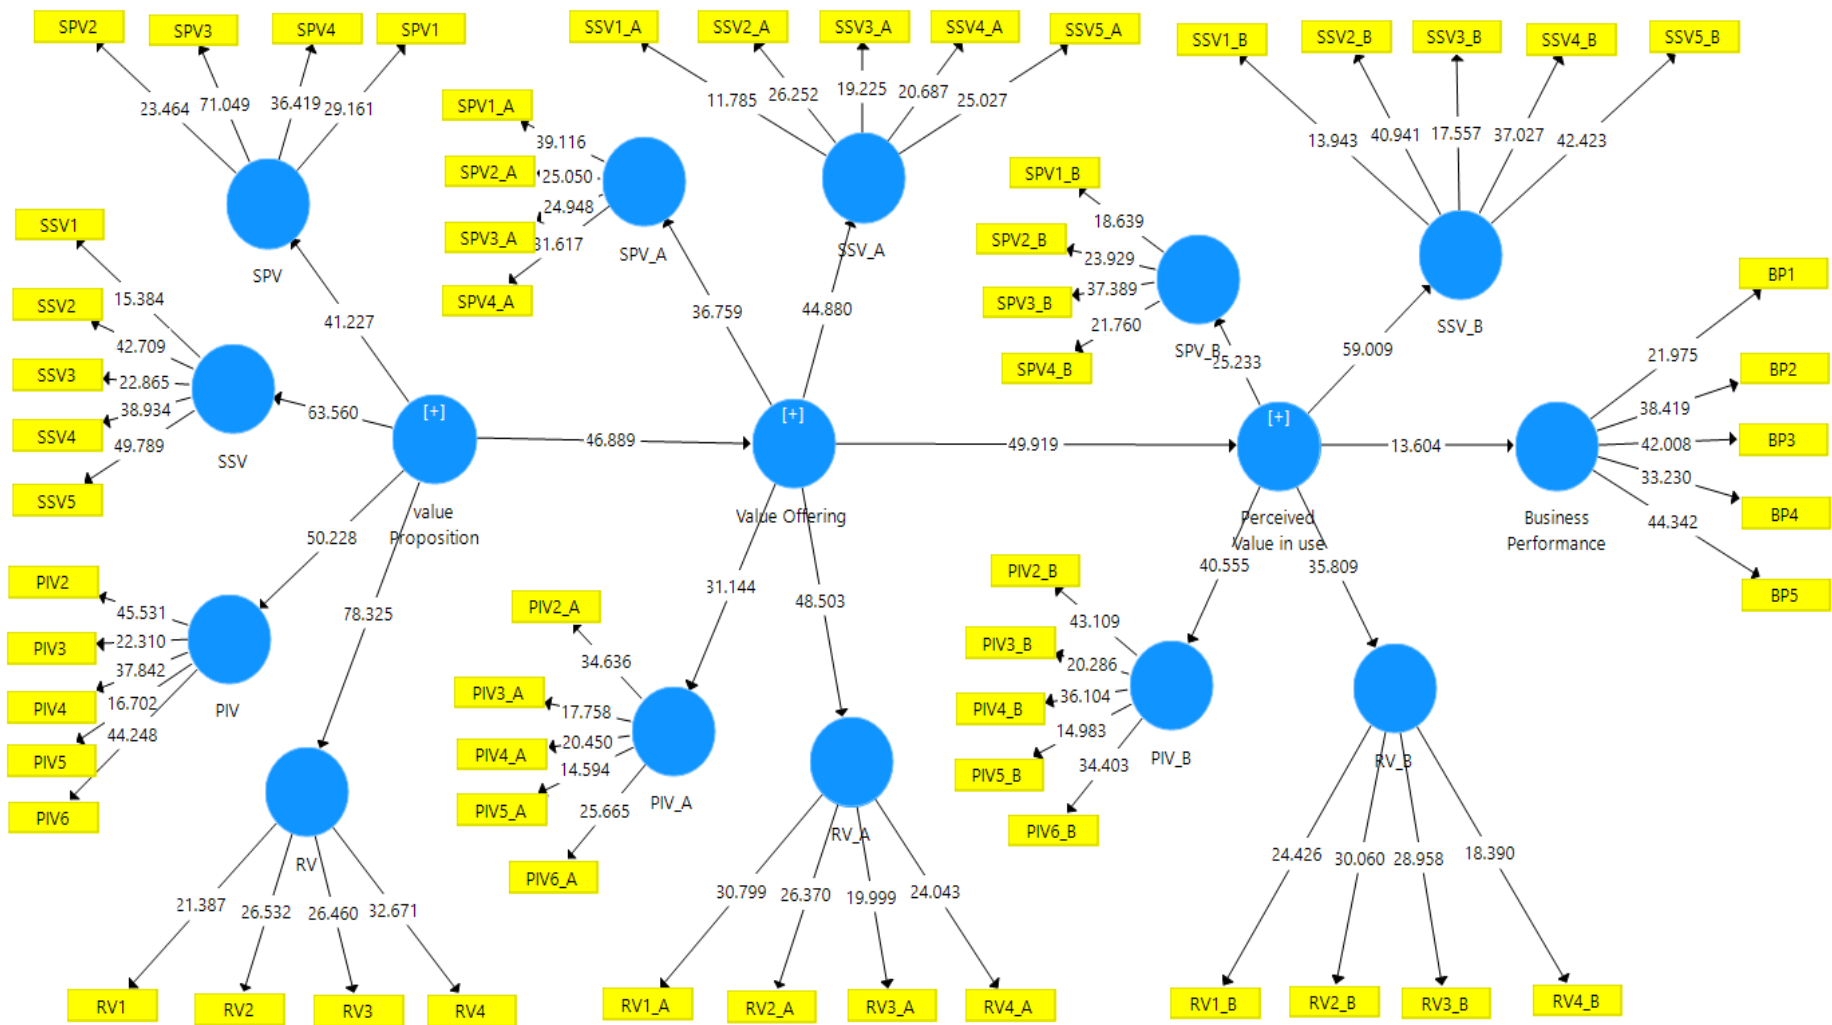 SPV2
SPV3
SPV4
SPV1
23.464
71.049
36.419
29.161
SPV
SSV1
SSV2
SSV3
SSV4
SSV5
15.384
42.709
22.865
38.934
49.789
SSV
41.227
63.560
50.228
78.325
[+]
value
Proposition
PIV2
PIV3
PIV4
PIV5
PIV6
45.531
22.310
37.842
16.702
44.248
PIV
RV
21.387
26.532
26.460
32.671
RV1
RV2
RV3
RV4
46.889
SSV1_A
SSV2_A
SSV3_A
SSV4_A
SSV5_A
11.785
26.252
19.225
20.687
25.027
SSV_A
SPV1_A
SPV2_A
SPV3_A
SPV4_A
39.116
25.050
24.948
31.617
SPV_A
36.759
44.880
[+]
Value Offering
31.144
48.503
PIV2_A
PIV3_A
PIV4_A
PIV5_A
PIV6_A
34.636
17.758
20.450
14.594
25.665
PIV_A
RV_A
30.799
26.370
19.999
24.043
RV1_A
RV2_A
RV3_A
RV4_A
49.919
SSV1_B
SSV2_B
SSV3_B
SSV4_B
SSV5_B
13.943
40.941
17.557
37.027
42.423
SSV_B
SPV1_B
SPV2_B
SPV3_B
SPV4_B
18.639
23.929
37.389
21.760
SPV_B
25.233
59.009
[+]
Perceived
Value in use
40.555
35.809
PIV2_B
PIV3_B
PIV4_B
PIV5_B
PIV6_B
43.109
20.286
36.104
14.983
34.403
PIV_B
RV_B
24.426
30.060
28.958
18.390
RV1_B
RV2_B
RV3_B
RV4_B
13.604
Business
Performance
21.975
38.419
42.008
33.230
44.342
BP1
BP2
BP3
BP4
BP5